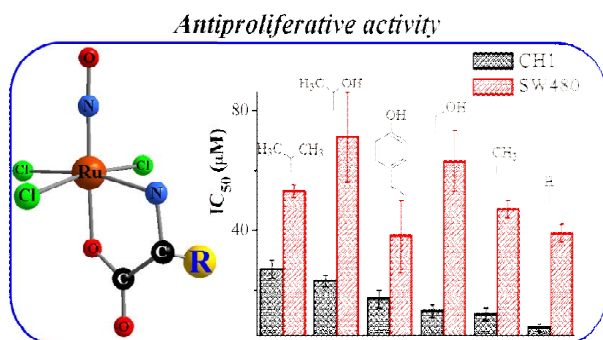 Antiproliferative activity
O
N
Cl
Cl
Cl
Ru
N
O
C
C
R
O
IC50 (μM)
80
40
CH1
SW480
H3C CH3
H3C OH
OH
OH
CH3
H